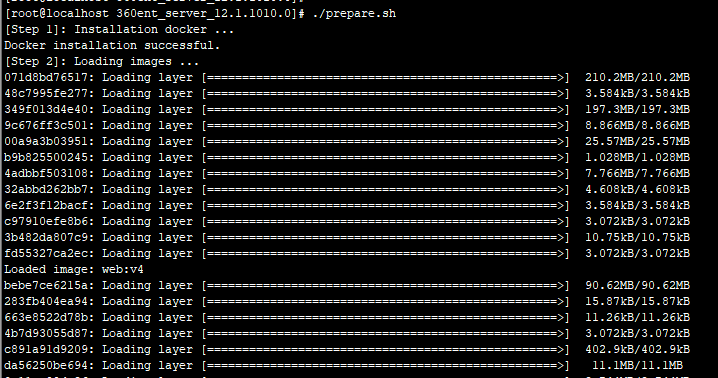 [root@localhost 360ent_server_12.1.1010.0]# ./prepare.sh
[Step 1]: Installation docker ...
Docker installation successful.
[Step 2]: Loading images ...
071d8bd76517: Loading layer [==================================================>]  210.2MB/210.2MB
48c7995fe277: Loading layer [==================================================>]  3.584kB/3.584kB
349f013d4e40: Loading layer [==================================================>]  197.3MB/197.3MB
9c676ff3c501: Loading layer [==================================================>]  8.866MB/8.866MB
00a9a3b03951: Loading layer [==================================================>]  25.57MB/25.57MB
b9b825500245: Loading layer [==================================================>]  1.028MB/1.028MB
4adbbf503108: Loading layer [==================================================>]  7.766MB/7.766MB
32abbd262bb7: Loading layer [==================================================>]  4.608kB/4.608kB
6e2f3f12bacf: Loading layer [==================================================>]  3.584kB/3.584kB
c97910efe8b6: Loading layer [==================================================>]  3.072kB/3.072kB
3b482da807c9: Loading layer [==================================================>]  10.75kB/10.75kB
fd55327ca2ec: Loading layer [==================================================>]  3.072kB/3.072kB
Loaded image: web:v4
bebe7ce6215a: Loading layer [==================================================>]  90.62MB/90.62MB
283fb404ea94: Loading layer [==================================================>]  15.87kB/15.87kB
663e8522d78b: Loading layer [==================================================>]  11.26kB/11.26kB
4b7d93055d87: Loading layer [==================================================>]  3.072kB/3.072kB
c891a91d9209: Loading layer [==================================================>]  402.9kB/402.9kB
da56250be694: Loading layer [==================================================>]   11.1MB/11.1MB